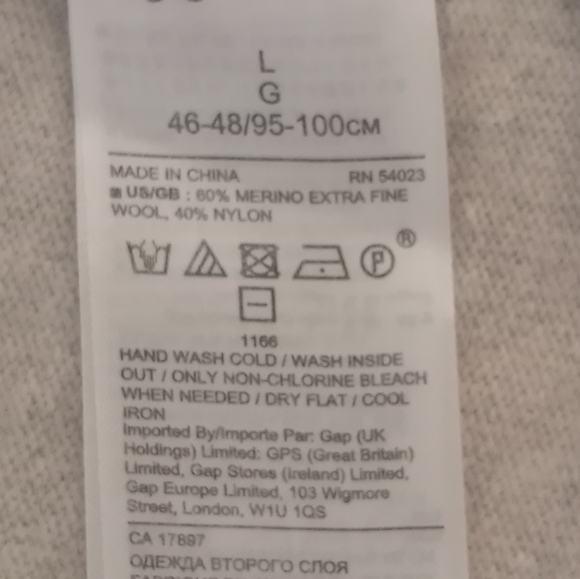 L
G
46-48/95-100CM
MADE IN CHINA RN 54023
US/GB : 60% MERINO EXTRA FINE
WOOL, 40% NYLON
P ®
1166
HAND WASH COLD / WASH INSIDE
OUT / ONLY NON-CHLORINE BLEACH
WHEN NEEDED / DRY FLAT / COOL
IRON
Imported By/Importe Par: Gap (UK
Holdings) Limited: GPS (Great Britain)
Limited, Gap Stores (Ireland) Limited,
Gap Europe Limited, 103 Wigmore
Street, London, W1U 1QS
CA 17897
ОДЕЖДА ВТОРОГО СЛОЯ